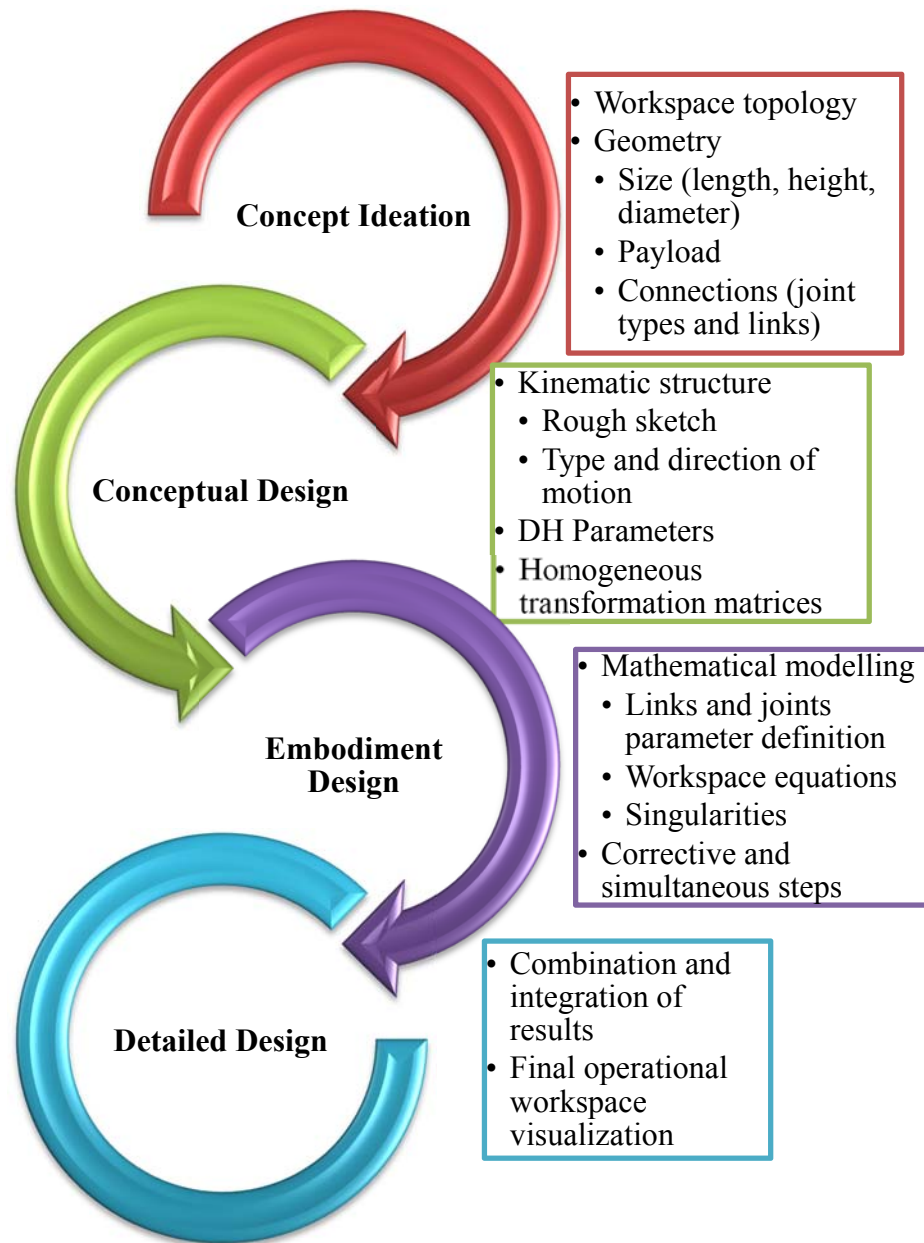 Concept Ideation
• Workspace topology
• Geometry
• Size (length, height,
diameter)
• Payload
• Connections (joint
types and links)
Conceptual Design
• Kinematic structure
• Rough sketch
• Type and direction of
motion
• DH Parameters
• Homogeneous
transformation matrices
Embodiment
Design
• Mathematical modelling
• Links and joints
parameter definition
• Workspace equations
• Singularities
• Corrective and
simultaneous steps
Detailed Design
• Combination and
integration of
results
• Final operational
workspace
visualization